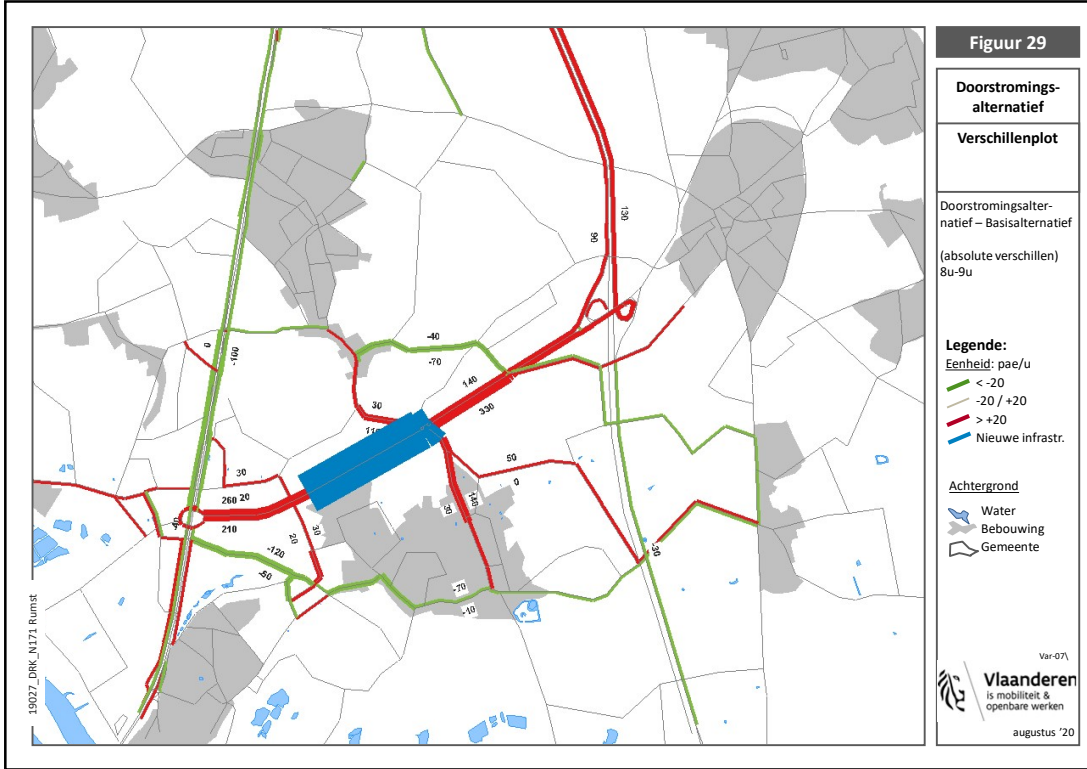 130
90
0
-100
-40
-70
140
330
30
50
0
140
30
30
260
20
210
-60
-120
-60
20
30
-70
-10
-30
19027_DRK_N171 Rumst
Figuur 29
Doorstromings-
alternatief
Verschillenplot
Doorstromingsalter-
natief – Basisalternatief
(absolute verschillen)
8u-9u
Legende:
Eenheid: pae/u
< -20
-20 / +20
> +20
Nieuwe infrastr.
Achtergrond
Water
Bebouwing
Gemeente
Var-07\
Vlaanderen
is mobiliteit &
openbare werken
augustus '20